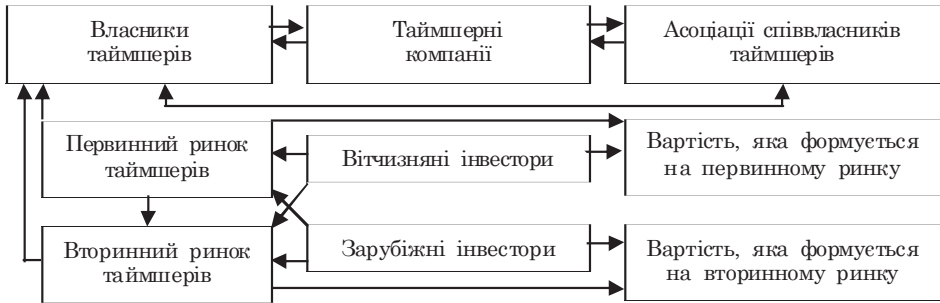 Власники
таймшерів
Таймшерні
компанії
Асоціації співвласників
таймшерів
Первинний ринок
таймшерів
Вітчизняні інвестори
Вартість, яка формується
на первинному ринку
Вторинний ринок
таймшерів
Зарубіжні інвестори
Вартість, яка формується
на вторинному ринку